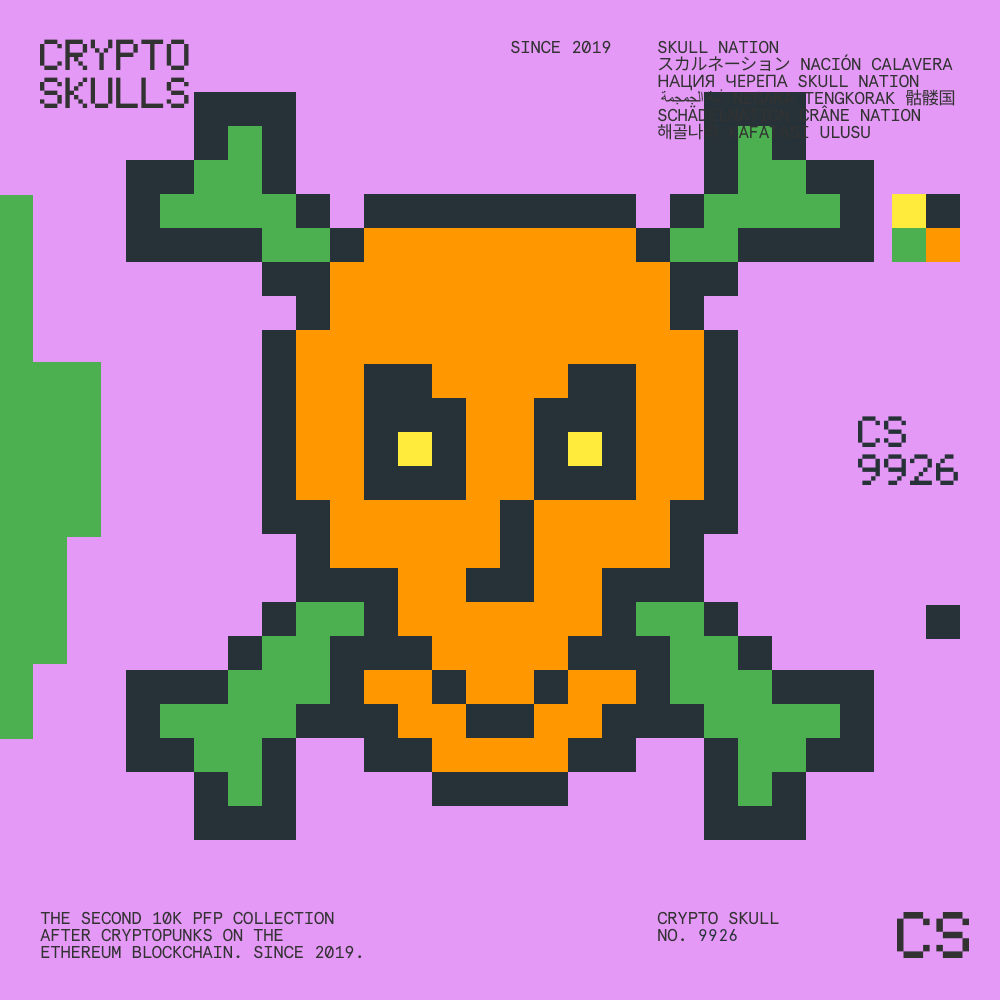 CRYPTO
SKULLS
SINCE 2019
SKULL NATION
スカルネーション NACIÓN CALAVERA
НАЦИЯ ЧЕРЕПА SKULL NATION
الجمجمة TENGKORAK 骷髅国
CRÂNE NATION
해골나 ULUSU
CS
9926
THE SECOND 10K PFP COLLECTION
AFTER CRYPTOPUNKS ON THE
ETHEREUM BLOCKCHAIN. SINCE 2019.
CRYPTO SKULL
NO. 9926
CS